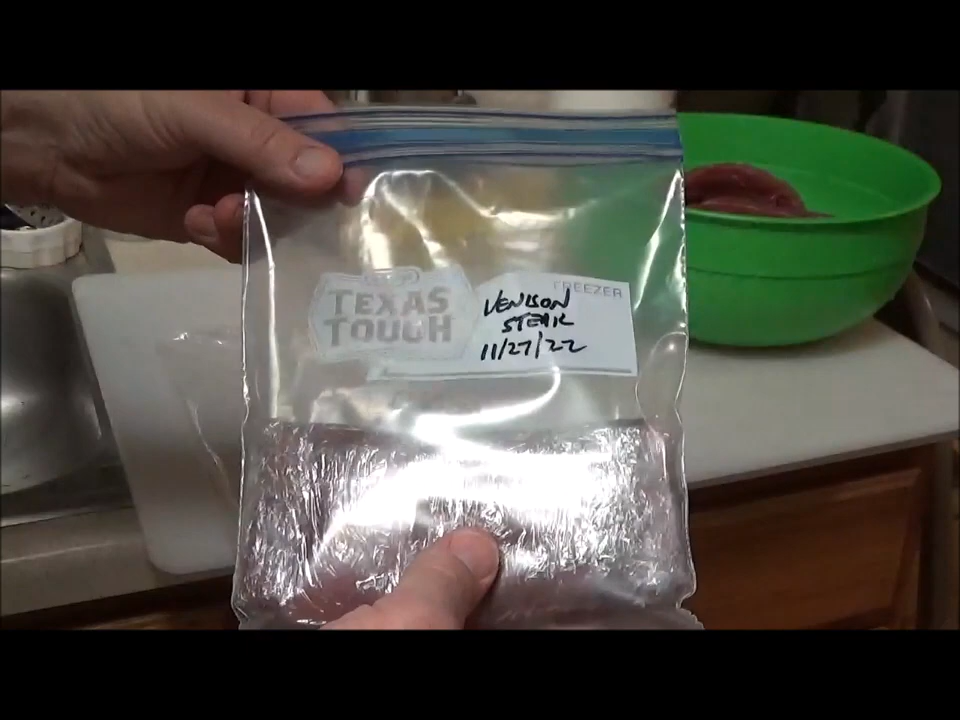 TEXAS
TOUGH
FREEZER
VENISON
STEAK
11/27/22